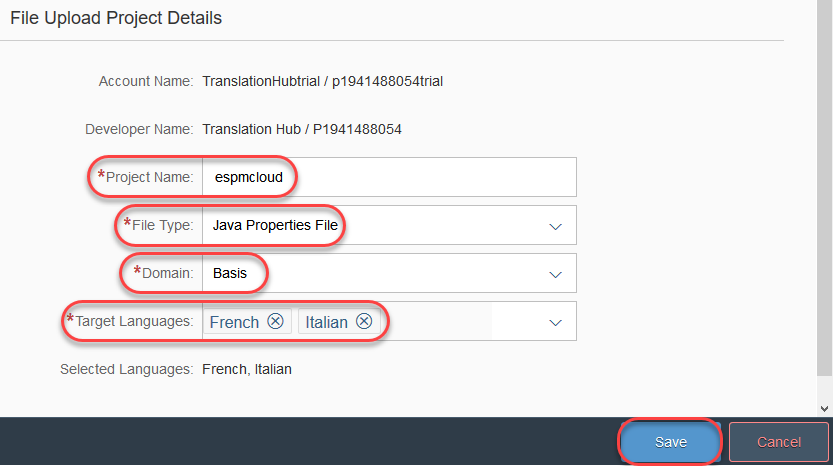 File Upload Project Details
Account Name: TranslationHubtrial / p1941488054trial
Developer Name: Translation Hub / P1941488054
*Project Name: espmcloud
*File Type: Java Properties File
*Domain: Basis
*Target Languages: French Italian
Selected Languages: French, Italian
Save Cancel